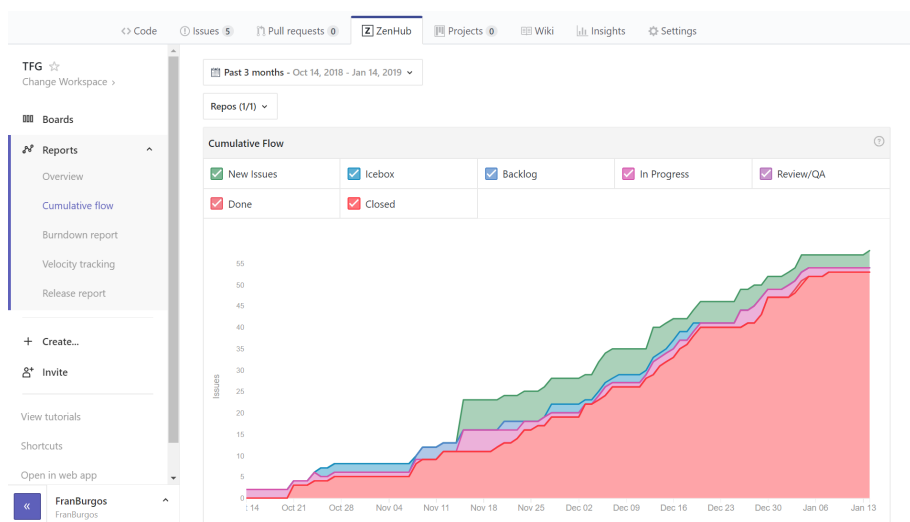 Code Issues 5 Pull requests 0 Z ZenHub Projects 0 Wiki Insights Settings
TFG
Change Workspace >
Boards
Reports
Overview
Cumulative flow
Burndown report
Velocity tracking
Release report
+ Create...
Invite
View tutorials
Shortcuts
Open in web app
« FranBurgos
FranBurgos
Past 3 months - Oct 14, 2018 - Jan 14, 2019
Repos (1/1)
Cumulative Flow ?
New Issues Icebox Backlog In Progress Review/QA
Done Closed
Issues
55
50
45
40
35
30
25
20
15
10
5
0
: 14 Oct 21 Oct 28 Nov 04 Nov 11 Nov 18 Nov 25 Dec 02 Dec 09 Dec 16 Dec 23 Dec 30 Jan 06 Jan 13